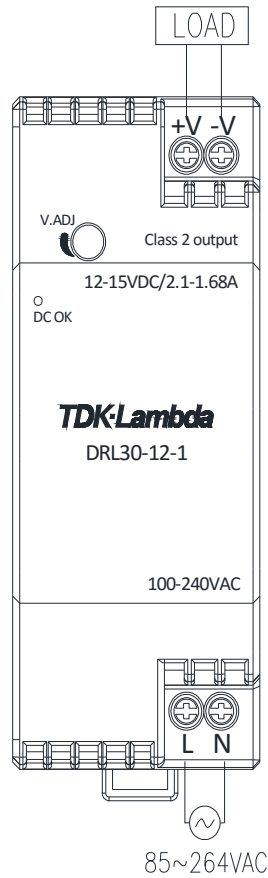 LOAD
+V -V
V.ADJ
Class 2 output
12-15VDC/2.1-1.68A
DC OK
TDK·Lambda
DRL30-12-1
100-240VAC
L N
85~264VAC